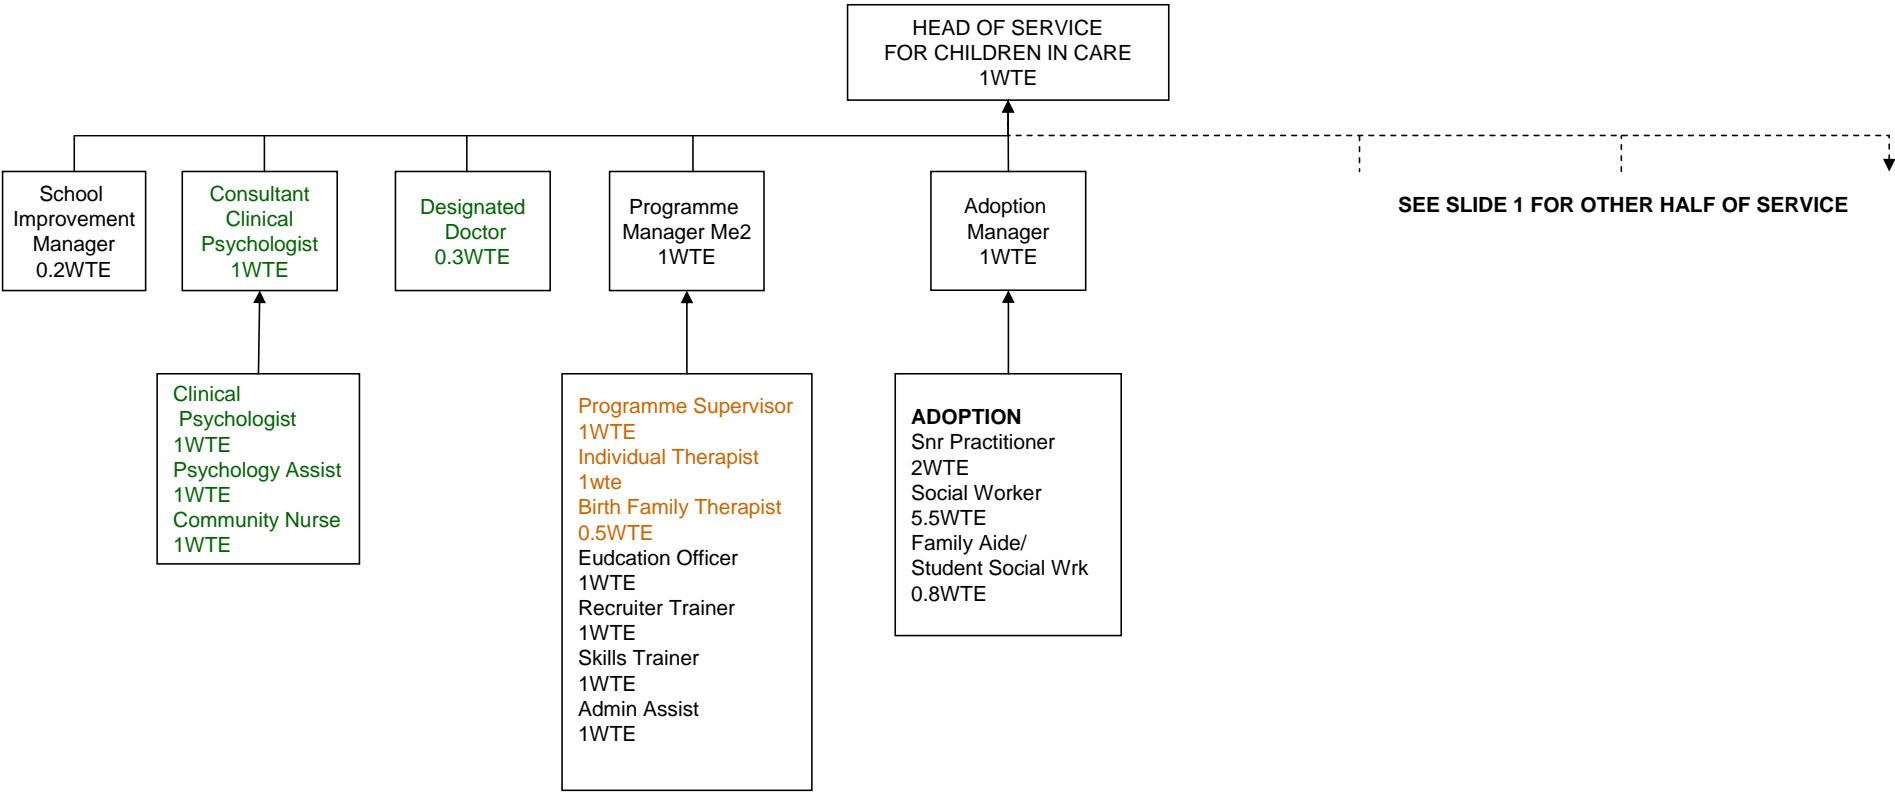 HEAD OF SERVICE
FOR CHILDREN IN CARE
1WTE
School
Improvement
Manager
0.2WTE
Consultant
Clinical
Psychologist
1WTE
Designated
Doctor
0.3WTE
Programme
Manager Me2
1WTE
Adoption
Manager
1WTE
SEE SLIDE 1 FOR OTHER HALF OF SERVICE
Clinical
Psychologist
1WTE
Psychology Assist
1WTE
Community Nurse
1WTE
Programme Supervisor
1WTE
Individual Therapist
1wte
Birth Family Therapist
0.5WTE
Eudcation Officer
1WTE
Recruiter Trainer
1WTE
Skills Trainer
1WTE
Admin Assist
1WTE
ADOPTION
Snr Practitioner
2WTE
Social Worker
5.5WTE
Family Aide/
Student Social Wrk
0.8WTE